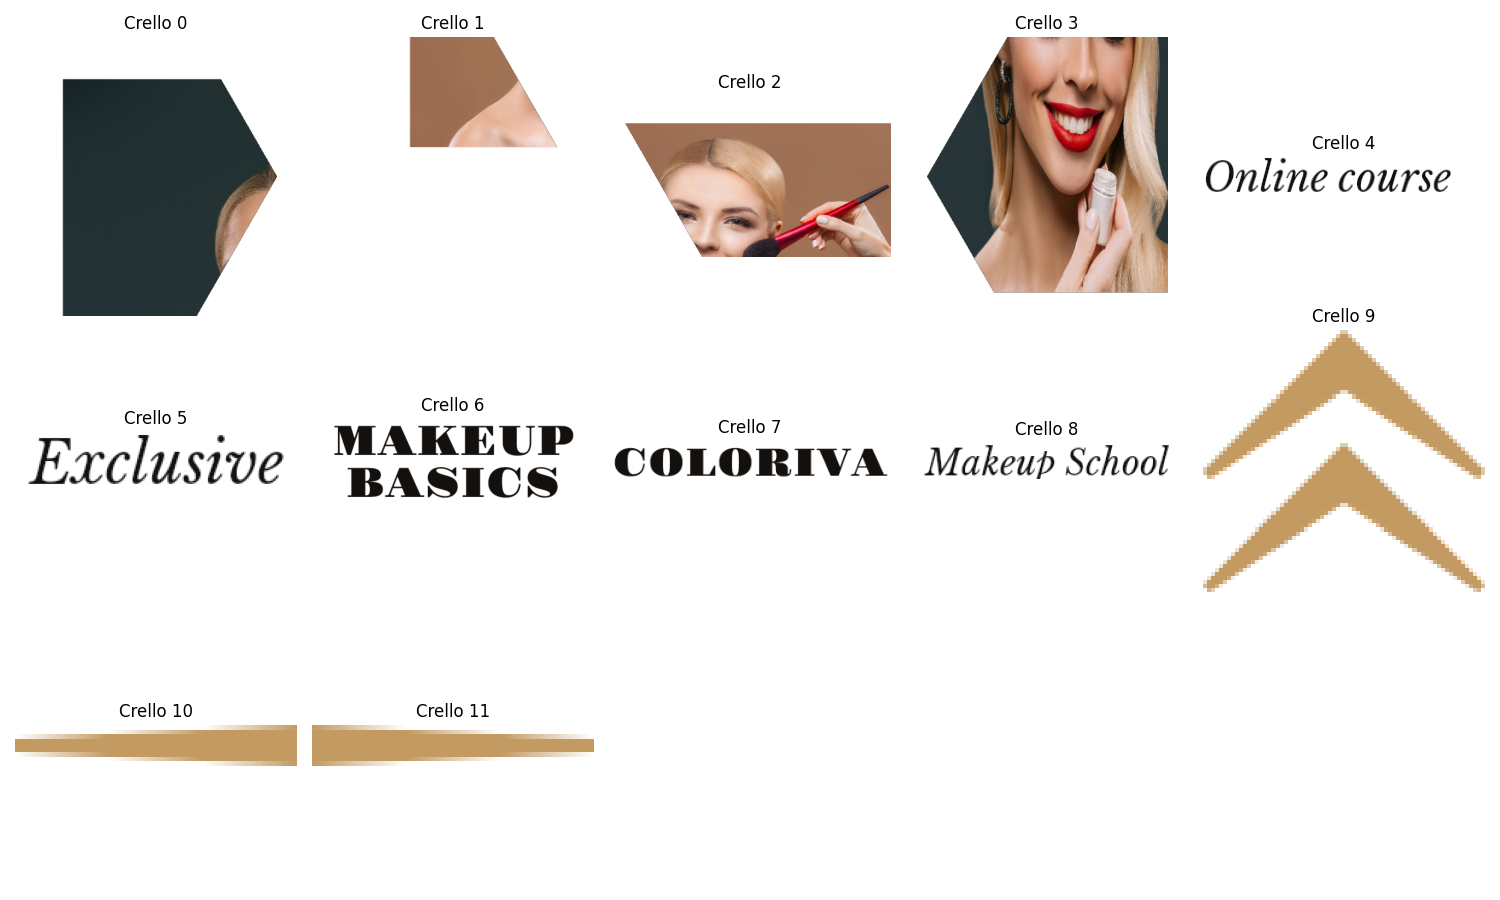 Crello 0
Crello 1
Crello 2
Crello 3
Crello 4
Online course
Crello 5
Exclusive
Crello 6
MAKEUP
BASICS
Crello 7
COLORIVA
Crello 8
Makeup School
Crello 9
Crello 10
Crello 11